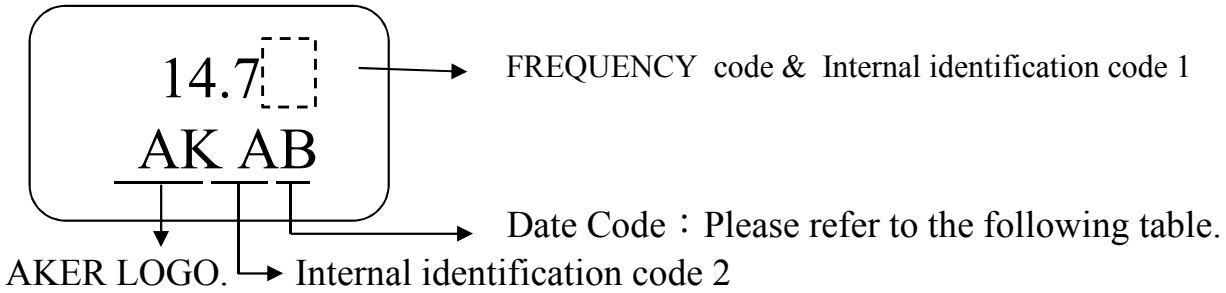 14.7
FREQUENCY code & Internal identification code 1
AK AB
Date Code：Please refer to the following table.
AKER LOGO.
Internal identification code 2